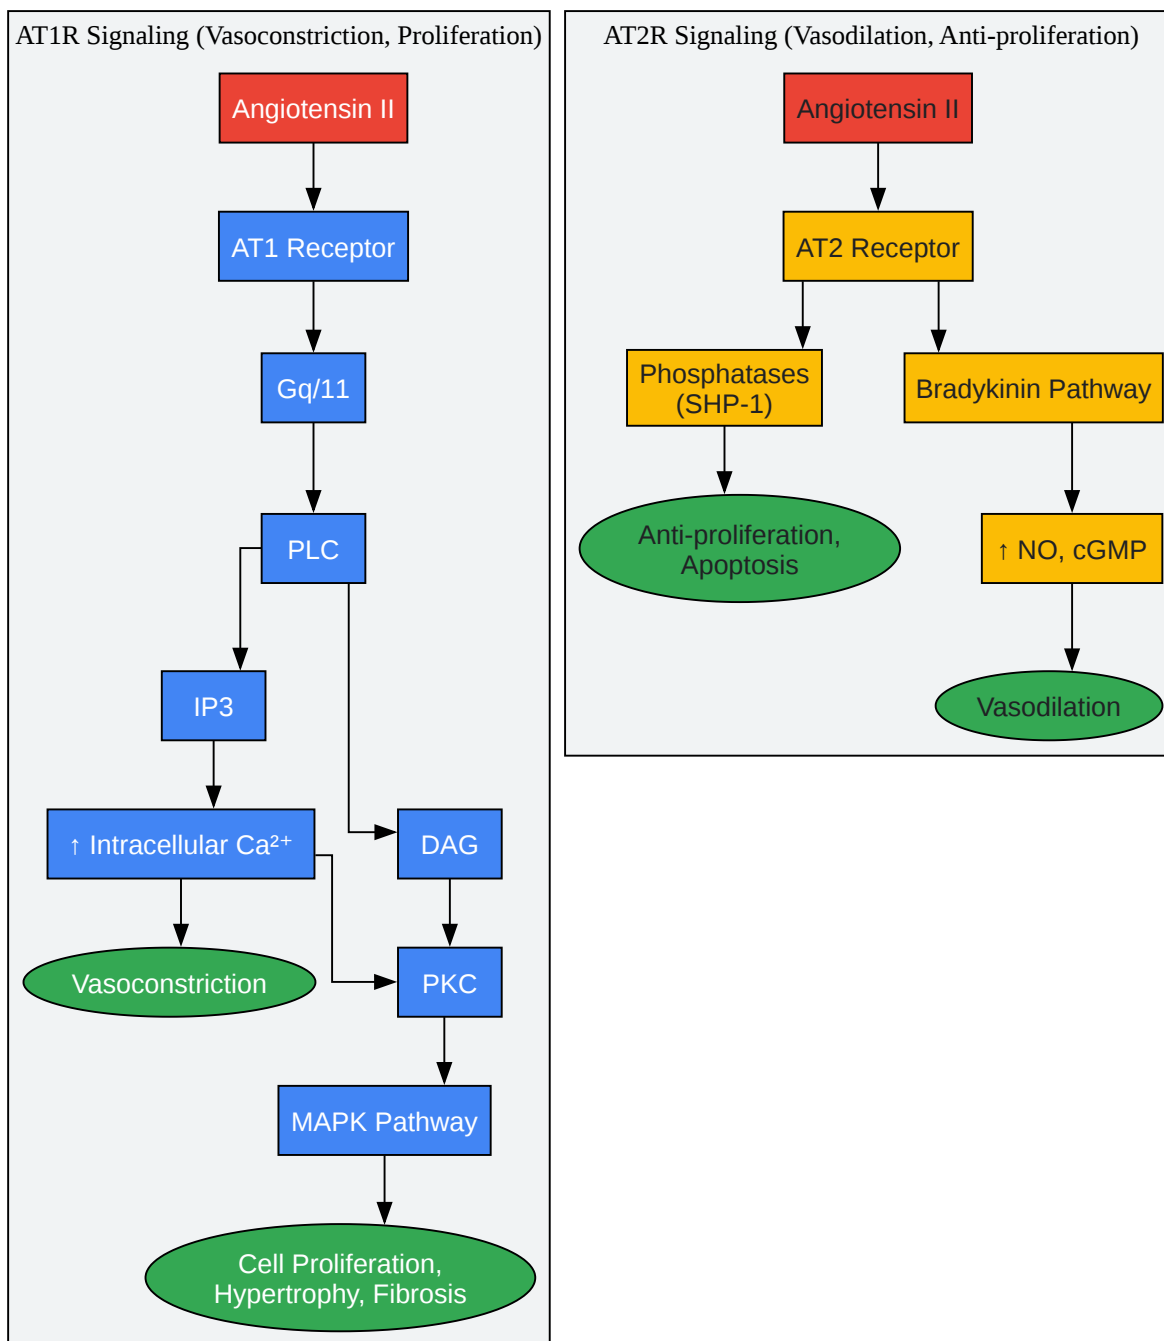 AT1R Signaling (Vasoconstriction, Proliferation)
Angiotensin II
AT1 Receptor
Gq/11
PLC
IP3
↑ Intracellular Ca²⁺
DAG
Vasoconstriction
PKC
MAPK Pathway
Cell Proliferation,
Hypertrophy, Fibrosis
AT2R Signaling (Vasodilation, Anti-proliferation)
Angiotensin II
AT2 Receptor
Phosphatases
(SHP-1)
Bradykinin Pathway
Anti-proliferation,
Apoptosis
↑ NO, cGMP
Vasodilation